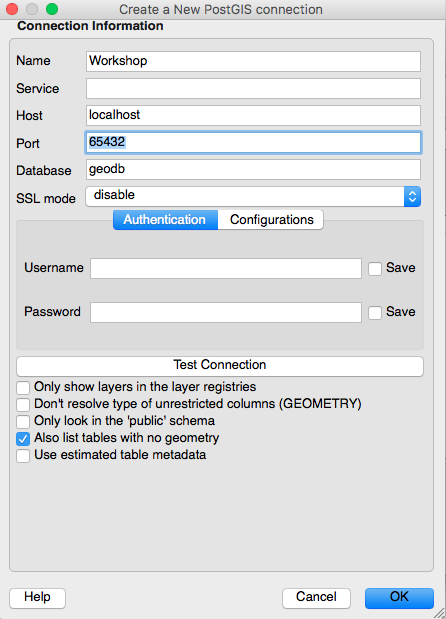 Create a New PostGIS connection
Connection Information
Name Workshop
Service
Host localhost
Port 65432
Database geodb
SSL mode disable
Authentication Configurations
Username Save
Password Save
Test Connection
Only show layers in the layer registries
Don't resolve type of unrestricted columns (GEOMETRY)
Only look in the 'public' schema
Also list tables with no geometry
Use estimated table metadata
Help Cancel OK